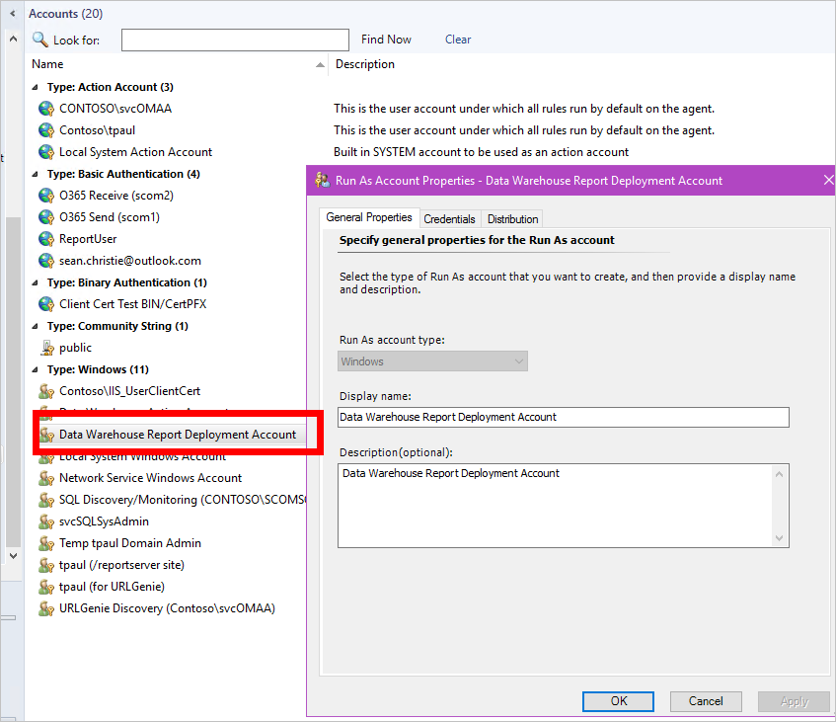 Accounts (20)
Look for:
Find Now
Clear
Name
Description
Type: Action Account (3)
CONTOSO\svcOMAA
This is the user account under which all rules run by default on the agent.
Contoso\tpaul
This is the user account under which all rules run by default on the agent.
Local System Action Account
Built in SYSTEM account to be used as an action account
Type: Basic Authentication (4)
O365 Receive (scom2)
O365 Send (scom1)
ReportUser
sean.christie@outlook.com
Type: Binary Authentication (1)
Client Cert Test BIN/CertPFX
Type: Community String (1)
public
Type: Windows (11)
Contoso\IIS_UserClientCert
Data Warehouse Report Deployment Account
Local System Windows Account
Network Service Windows Account
SQL Discovery/Monitoring (CONTOSO\SCOMS
svcSQLSysAdmin
Temp tpaul Domain Admin
tpaul (/reportserver site)
tpaul (for URLGenie)
URLGenie Discovery (Contoso\svcOMAA)
Run As Account Properties - Data Warehouse Report Deployment Account
General Properties
Credentials
Distribution
Specify general properties for the Run As account
Select the type of Run As account that you want to create, and then provide a display name
and description.
Run As account type:
Windows
Display name:
Data Warehouse Report Deployment Account
Description(optional):
Data Warehouse Report Deployment Account
OK
Cancel
Apply